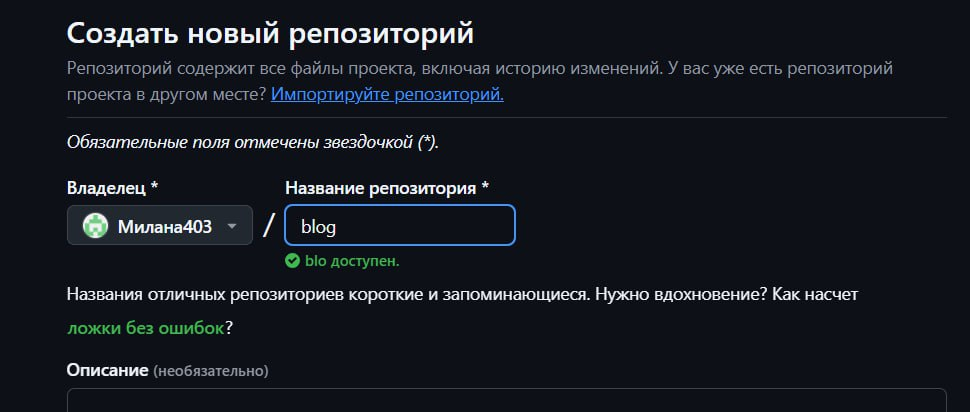 Создать новый репозиторий
Репозиторий содержит все файлы проекта, включая историю изменений. У вас уже есть репозиторий
проекта в другом месте? Импортируйте репозиторий.
Обязательные поля отмечены звездочкой (*).
Владелец * Название репозитория *
Милана403 / blog
blo доступен.
Названия отличных репозиториев короткие и запоминающиеся. Нужно вдохновение? Как насчет
ложки без ошибок?
Описание (необязательно)